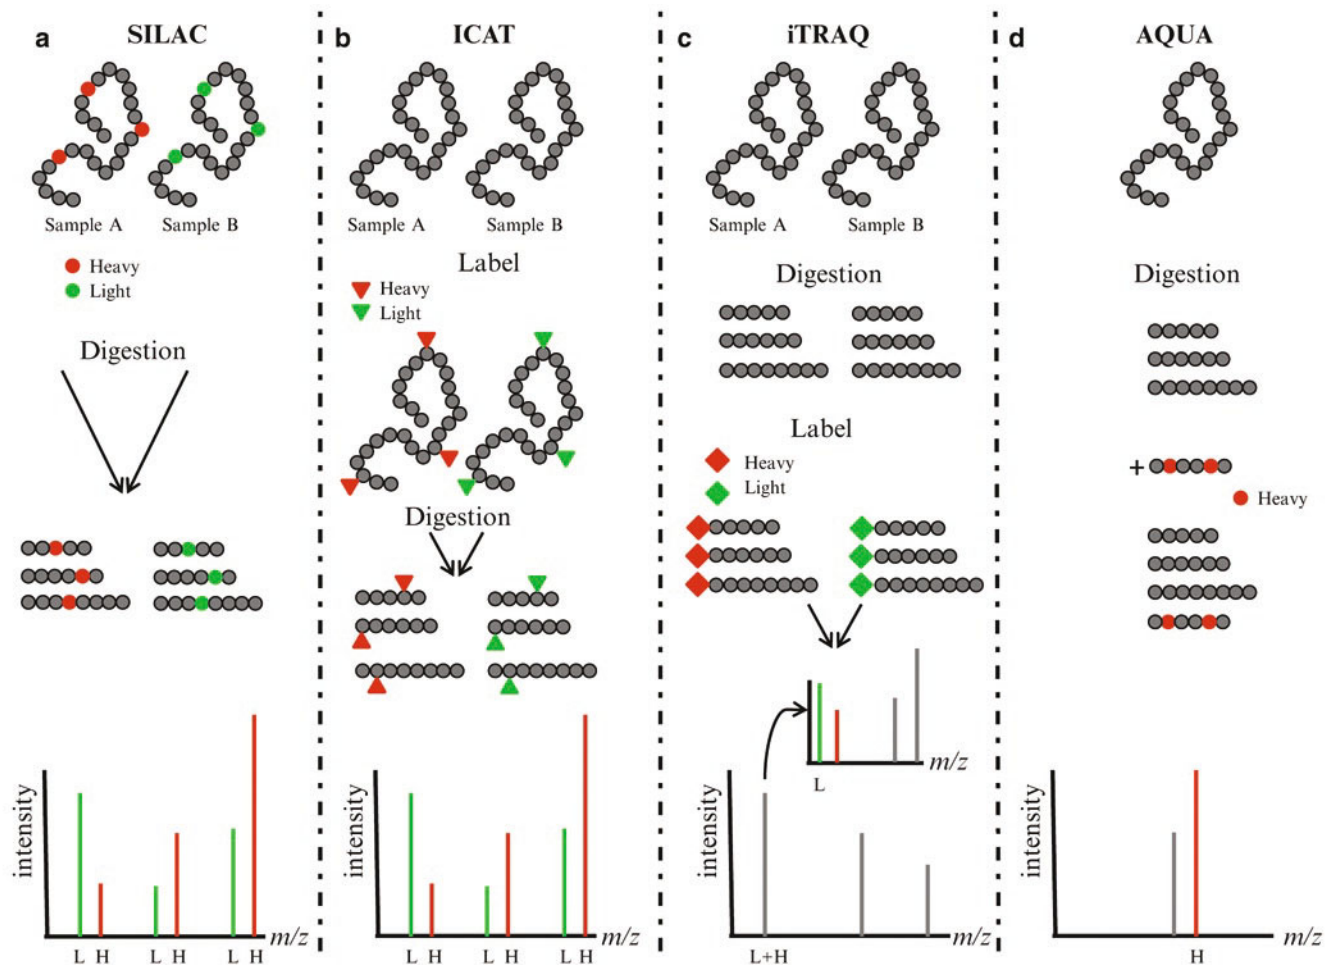 a SILAC
Sample A Sample B
Heavy
Light
Digestion
intensity
m/z
L H L H L H
b ICAT
Sample A Sample B
Label
Heavy
Light
Digestion
intensity
m/z
L H L H L H
c iTRAQ
Sample A Sample B
Digestion
Label
Heavy
Light
m/z
L
intensity
m/z
L+H
d AQUA
Digestion
+
Heavy
intensity
m/z
H